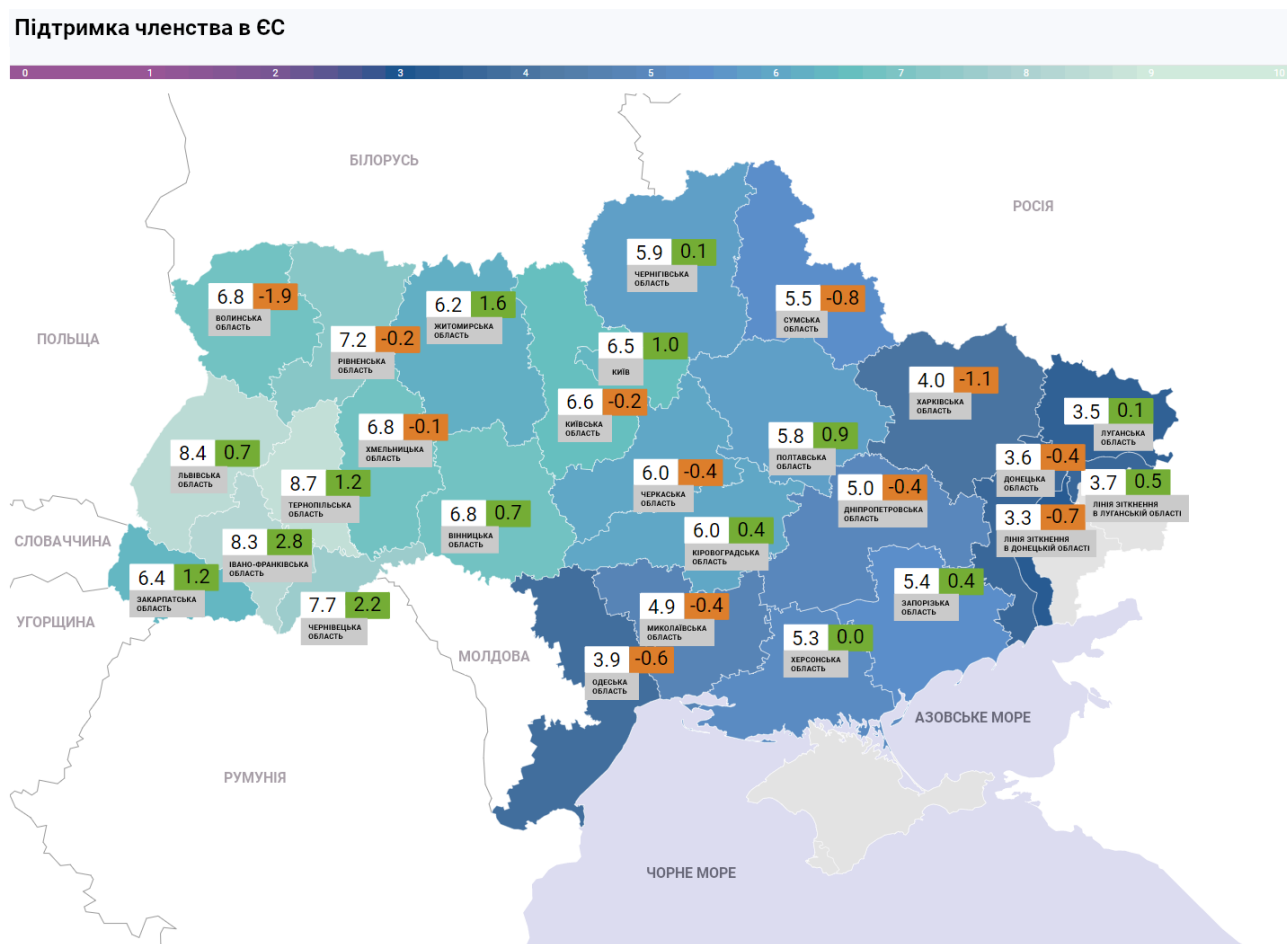 Підтримка членства в ЄС
0 1 2 3 4 5 6 7 8 9 10
БІЛОРУСЬ
РОСІЯ
ПОЛЬЩА
СЛОВАЧЧИНА
УГОРЩИНА
МОЛДОВА
РУМУНІЯ
АЗОВСЬКЕ МОРЕ
ЧОРНЕ МОРЕ
5.9 0.1
ЧЕРНІГІВСЬКА
ОБЛАСТЬ
6.8 -1.9
ВОЛИНСЬКА
ОБЛАСТЬ
6.2 1.6
ЖИТОМИРСЬКА
ОБЛАСТЬ
5.5 -0.8
СУМСЬКА
ОБЛАСТЬ
7.2 -0.2
РІВНЕНСЬКА
ОБЛАСТЬ
6.5 1.0
КИЇВ
4.0 -1.1
ХАРКІВСЬКА
ОБЛАСТЬ
6.6 -0.2
КИЇВСЬКА
ОБЛАСТЬ
3.5 0.1
ЛУГАНСЬКА
ОБЛАСТЬ
6.8 -0.1
ХМЕЛЬНИЦЬКА
ОБЛАСТЬ
5.8 0.9
ПОЛТАВСЬКА
ОБЛАСТЬ
8.4 0.7
ЛЬВІВСЬКА
ОБЛАСТЬ
3.6 -0.4
ДОНЕЦЬКА
ОБЛАСТЬ
8.7 1.2
ТЕРНОПІЛЬСЬКА
ОБЛАСТЬ
6.0 -0.4
ЧЕРКАСЬКА
ОБЛАСТЬ
5.0 -0.4
ДНІПРОПЕТРОВСЬКА
ОБЛАСТЬ
3.7 0.5
ЛІНІЯ ЗІТКНЕННЯ
В ЛУГАНСЬКІЙ ОБЛАСТІ
6.8 0.7
ВІННИЦЬКА
ОБЛАСТЬ
3.3 -0.7
ЛІНІЯ ЗІТКНЕННЯ
В ДОНЕЦЬКІЙ ОБЛАСТІ
6.0 0.4
КІРОВОГРАДСЬКА
ОБЛАСТЬ
8.3 2.8
ІВАНО-ФРАНКІВСЬКА
ОБЛАСТЬ
6.4 1.2
ЗАКАРПАТСЬКА
ОБЛАСТЬ
5.4 0.4
ЗАПОРІЗЬКА
ОБЛАСТЬ
7.7 2.2
ЧЕРНІВЕЦЬКА
ОБЛАСТЬ
4.9 -0.4
МИКОЛАЇВСЬКА
ОБЛАСТЬ
5.3 0.0
ХЕРСОНСЬКА
ОБЛАСТЬ
3.9 -0.6
ОДЕСЬКА
ОБЛАСТЬ